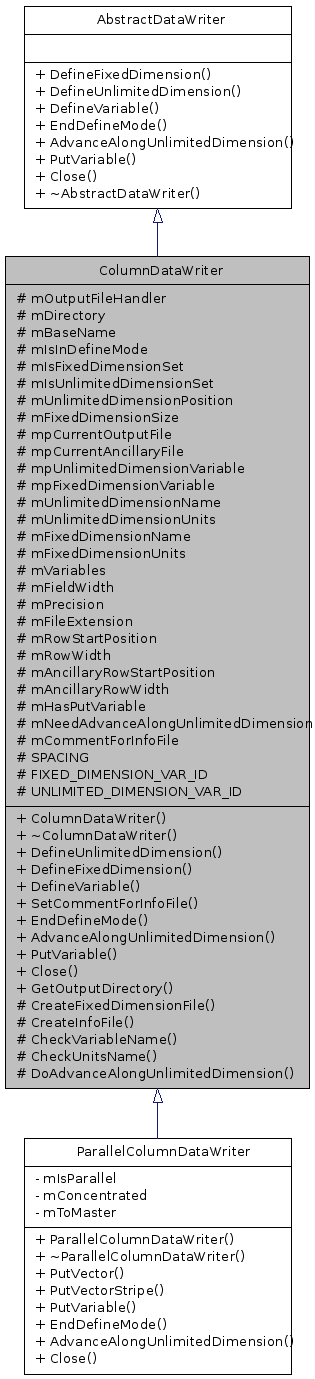 AbstractDataWriter
+ DefineFixedDimension()
+ DefineUnlimitedDimension()
+ DefineVariable()
+ EndDefineMode()
+ AdvanceAlongUnlimitedDimension()
+ PutVariable()
+ Close()
+ ~AbstractDataWriter()
ColumnDataWriter
# mOutputFileHandler
# mDirectory
# mBaseName
# mIsInDefineMode
# mIsFixedDimensionSet
# mIsUnlimitedDimensionSet
# mUnlimitedDimensionPosition
# mFixedDimensionSize
# mpCurrentOutputFile
# mpCurrentAncillaryFile
# mpUnlimitedDimensionVariable
# mpFixedDimensionVariable
# mUnlimitedDimensionName
# mUnlimitedDimensionUnits
# mFixedDimensionName
# mFixedDimensionUnits
# mVariables
# mFieldWidth
# mPrecision
# mFileExtension
# mRowStartPosition
# mRowWidth
# mAncillaryRowStartPosition
# mAncillaryRowWidth
# mHasPutVariable
# mNeedAdvanceAlongUnlimitedDimension
# mCommentForInfoFile
# SPACING
# FIXED_DIMENSION_VAR_ID
# UNLIMITED_DIMENSION_VAR_ID
+ ColumnDataWriter()
+ ~ColumnDataWriter()
+ DefineUnlimitedDimension()
+ DefineFixedDimension()
+ DefineVariable()
+ SetCommentForInfoFile()
+ EndDefineMode()
+ AdvanceAlongUnlimitedDimension()
+ PutVariable()
+ Close()
+ GetOutputDirectory()
# CreateFixedDimensionFile()
# CreateInfoFile()
# CheckVariableName()
# CheckUnitsName()
# DoAdvanceAlongUnlimitedDimension()
ParallelColumnDataWriter
- mIsParallel
- mConcentrated
- mToMaster
+ ParallelColumnDataWriter()
+ ~ParallelColumnDataWriter()
+ PutVector()
+ PutVectorStripe()
+ PutVariable()
+ EndDefineMode()
+ AdvanceAlongUnlimitedDimension()
+ Close()